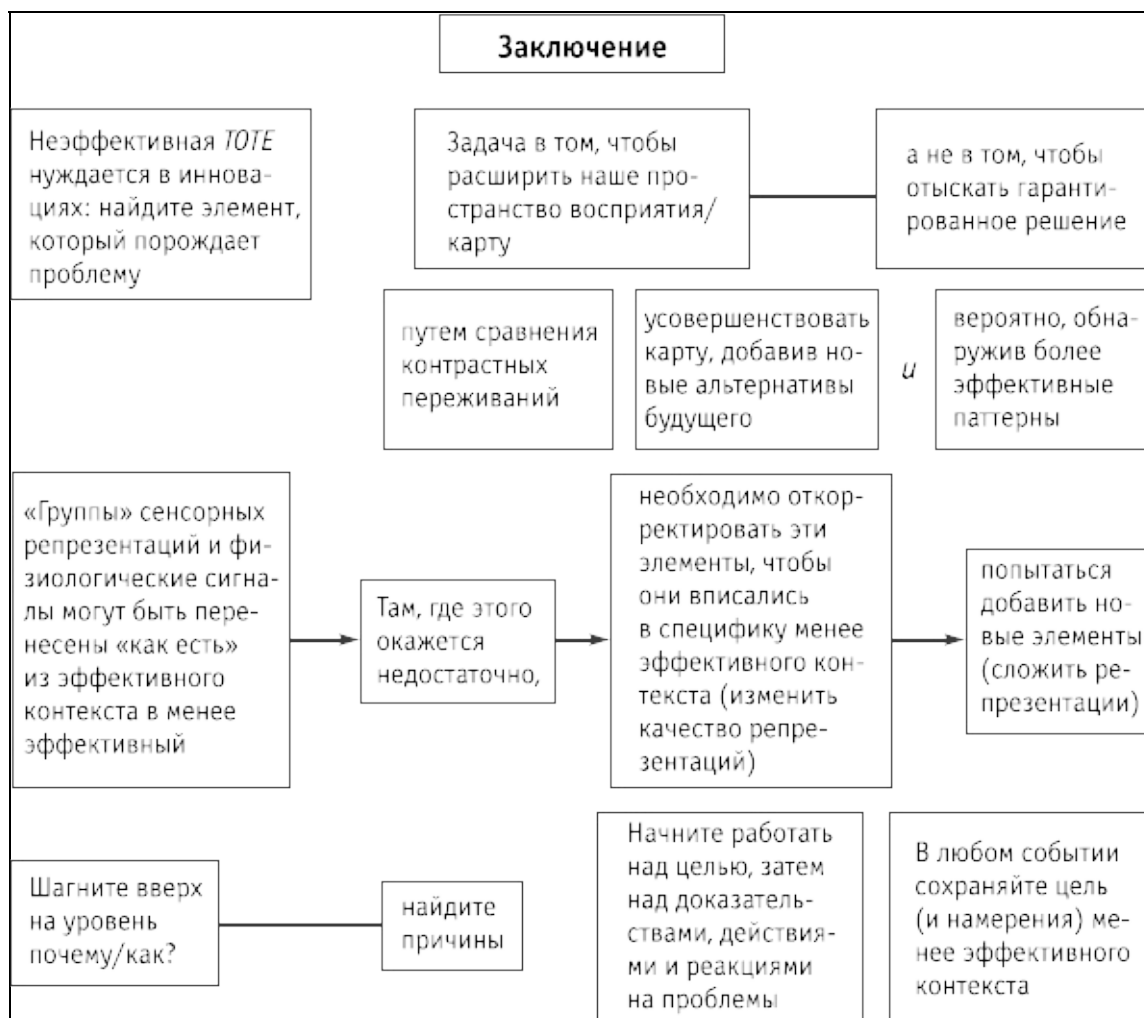 Заключение
Неэффективная TOTE
нуждается в иннова-
циях: найдите элемент,
который порождает
проблему
Задача в том, чтобы
расширить наше про-
странство восприятия/
карту
а не в том, чтобы
отыскать гаранти-
рованное решение
путем сравнения
контрастных
переживаний
усовершенствовать
карту, добавив но-
вые альтернативы
будущего
и
вероятно, обна-
ружив более
эффективные
паттерны
«Группы» сенсорных
репрезентаций и фи-
зиологические сигна-
лы могут быть пере-
несены «как есть»
из эффективного
контекста в менее
эффективный
Там, где этого
окажется
недостаточно,
необходимо откор-
ректировать эти
элементы, чтобы
они вписались
в специфику менее
эффективного кон-
текста (изменить
качество репре-
зентаций)
попытаться
добавить но-
вые элементы
(сложить ре-
презентации)
Шагните вверх
на уровень
почему/как?
найдите
причины
Начните работать
над целью, затем
над доказатель-
ствами, действия-
ми и реакциями
на проблемы
В любом событии
сохраняйте цель
(и намерения) ме-
нее эффективного
контекста